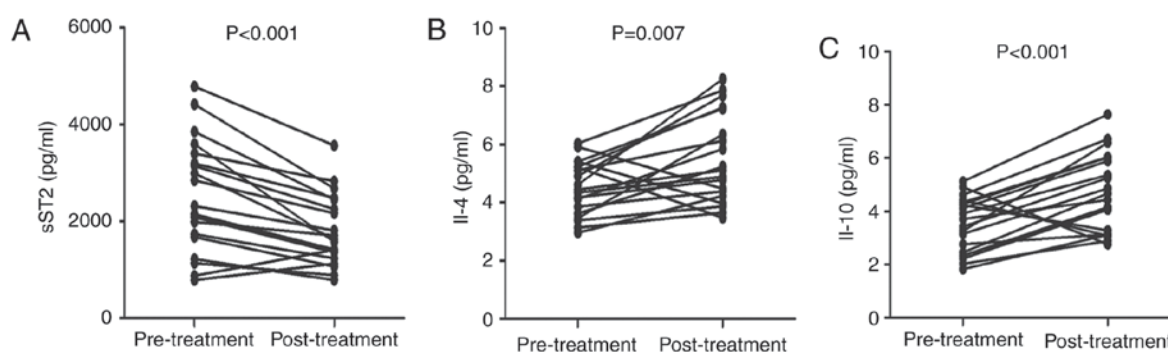 A
P<0.001
sST2 (pg/ml)
6000
4000
2000
0
Pre-treatment Post-treatment
B
P=0.007
Il-4 (pg/ml)
10
8
6
4
2
0
Pre-treatment Post-treatment
C
P<0.001
Il-10 (pg/ml)
10
8
6
4
2
0
Pre-treatment Post-treatment